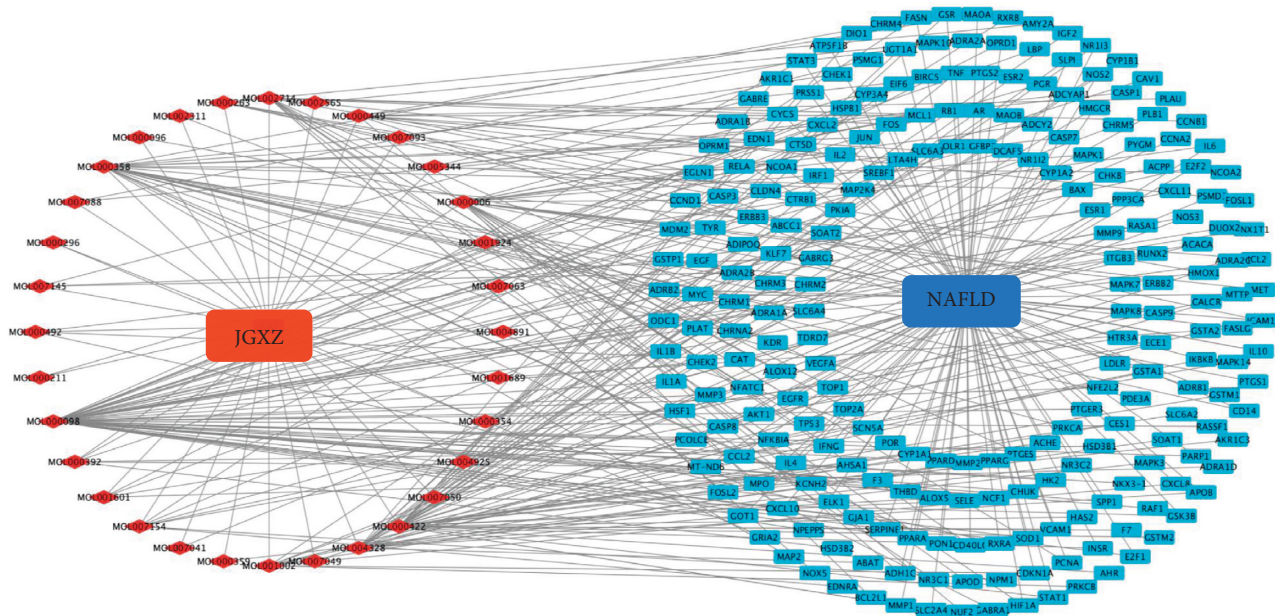 MOL002714
MOL000263
MOL002565
MOL002311
MOL000449
MOL000096
MOL007093
MOL000358
MOL005344
MOL007088
MOL000006
MOL000296
MOL001924
MOL007145
MOL007063
MOL000492
MOL004891
JGXZ
MOL000211
MOL001689
MOL000098
MOL000354
MOL000392
MOL004925
MOL001601
MOL007050
MOL007154
MOL000422
MOL007041
MOL004328
MOL000359
MOL007049
MOL001002
NAFLD
FASN
GSR
MAOA
RXRB
AMY2A
CHRM4
DIO1
IGF2
ATP5F1B
UGT1A1
MAPK10
ADRA2A
OPRD1
LBP
NR1I3
STAT3
PSMG1
SLPI
CYP1B1
AKR1C1
CHEK1
EIF6
BIRC5
TNF
PTGS2
ESR2
PGR
NOS2
CAV1
GABRE
PRSS1
CYP3A4
ADCYAP1
CASP1
PLAU
ADRA1B
CYCS
HSPB1
MCL1
RB1
AR
MAOB
HMGCR
PLB1
CCNB1
EDN1
CXCL2
FOS
ADCY2
CHRM5
OPRM1
CTSD
JUN
CASP7
CCNA2
IL6
EGLN1
RELA
NCOA1
IL2
LTA4H
SLC6A3
OLR1
DCAF5
NR1I2
MAPK1
PYGM
ACPP
E2F2
NCOA2
CCND1
CASP3
CLDN4
IRF1
SREBF1
CYP1A2
CHKB
CXCL11
CTRB1
MAP2K4
BAX
PPP3CA
FOSL1
MDM2
TYR
ERBB3
ABCC1
PKIA
ESR1
RASA1
NOS3
ADIPOQ
SOAT2
MMP9
DUOX2
GSTP1
EGF
KLF7
GABRG3
ITGB3
RUNX2
ACACA
ADRA2B
CHRM3
CHRM2
HMOX1
ADRB2
MYC
CHRM1
ADRA1A
SLC6A4
MAPK7
ERBB2
MTTP
MET
ODC1
PLAT
CHRNA2
CALCR
KDR
TDRD7
MAPK8
CASP9
FASLG
IL1B
CHEK2
CAT
VEGFA
HTR3A
ECE1
GSTA2
IL10
IL1A
ALOX12
LDLR
GSTA1
IKBKB
MAPK14
MMP3
NFATC1
TOP1
NFE2L2
PDE3A
ADRB1
PTGS1
HSF1
AKT1
EGFR
TOP2A
GSTM1
CASP8
TP53
SCN5A
PTGER3
SLC6A2
CD14
PCOLCE
NFKBIA
IFNG
POR
PRKCA
CES1
RASSF1
CCL2
CYP1A1
ACHE
HSD3B1
SOAT1
AKR1C3
MT-ND6
IL4
AHSA1
PPARD
MMP2
PPARG
PTGES
PARP1
ADRA1D
FOSL2
MPO
KCNH2
F3
HK2
NR3C2
MAPK3
CXCL8
THBD
ALOX5
SELE
NCF1
CHUK
NKX3-1
APOB
GOT1
CXCL10
ELK1
SPP1
RAF1
GSK3B
GRIA2
NPEPPS
GJA1
SERPINE1
HAS2
VCAM1
F7
GSTM2
MAP2
HSD3B2
PPARA
PON1
CD40LG
RXRA
SOD1
INSR
E2F1
NOX5
ABAT
PCNA
EDNRA
ADH1C
NR3C1
APOD
NPM1
CDKN1A
AHR
BCL2L1
PRKCB
MMP1
SLC2A4
NUF2
GABRA1
HIF1A
STAT1